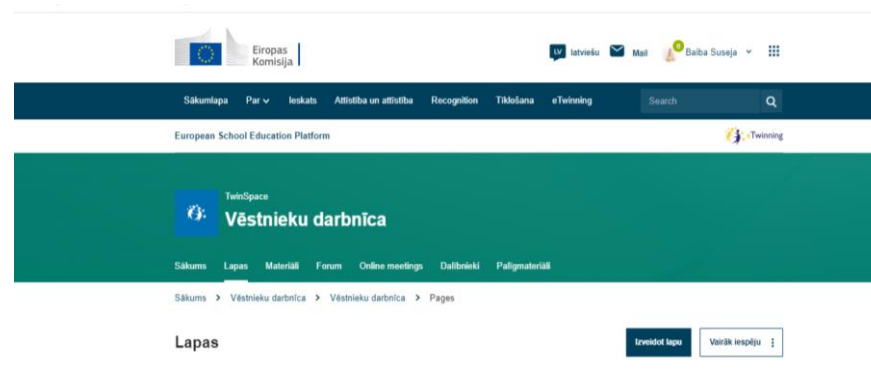 Eiropas
Komisija
LV latviešu Mail 0 Baiba Suseja
Sākumlapa Par Ieskats Attīstība un attīstība Recognition Tīklošana eTwinning Search
European School Education Platform eTwinning
TwinSpace
Vēstnieku darbnīca
Sākums Lapas Materiāli Forum Online meetings Dalībnieki Palīgmateriāli
Sākums > Vēstnieku darbnīca > Vēstnieku darbnīca > Pages
Lapas Izveidot lapu Vairāk iespēju